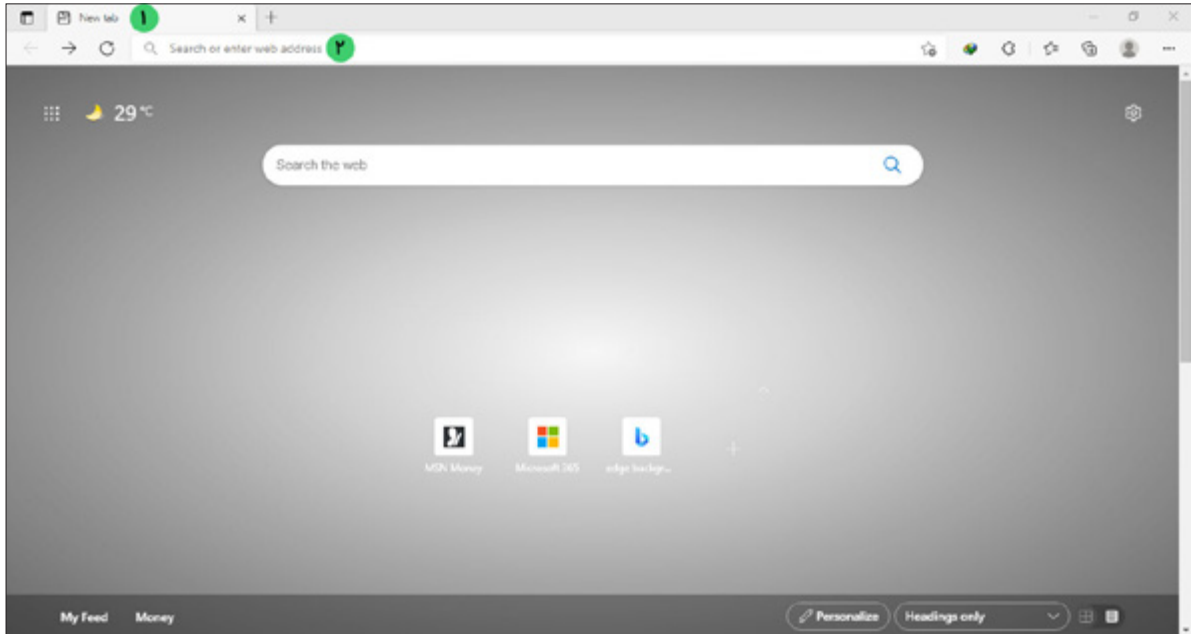 New tab ۱
Search or enter web address ۲
29 °C
Search the web
MSN Money
Microsoft 365
edge backgr...
My Feed
Money
Personalize
Headings only